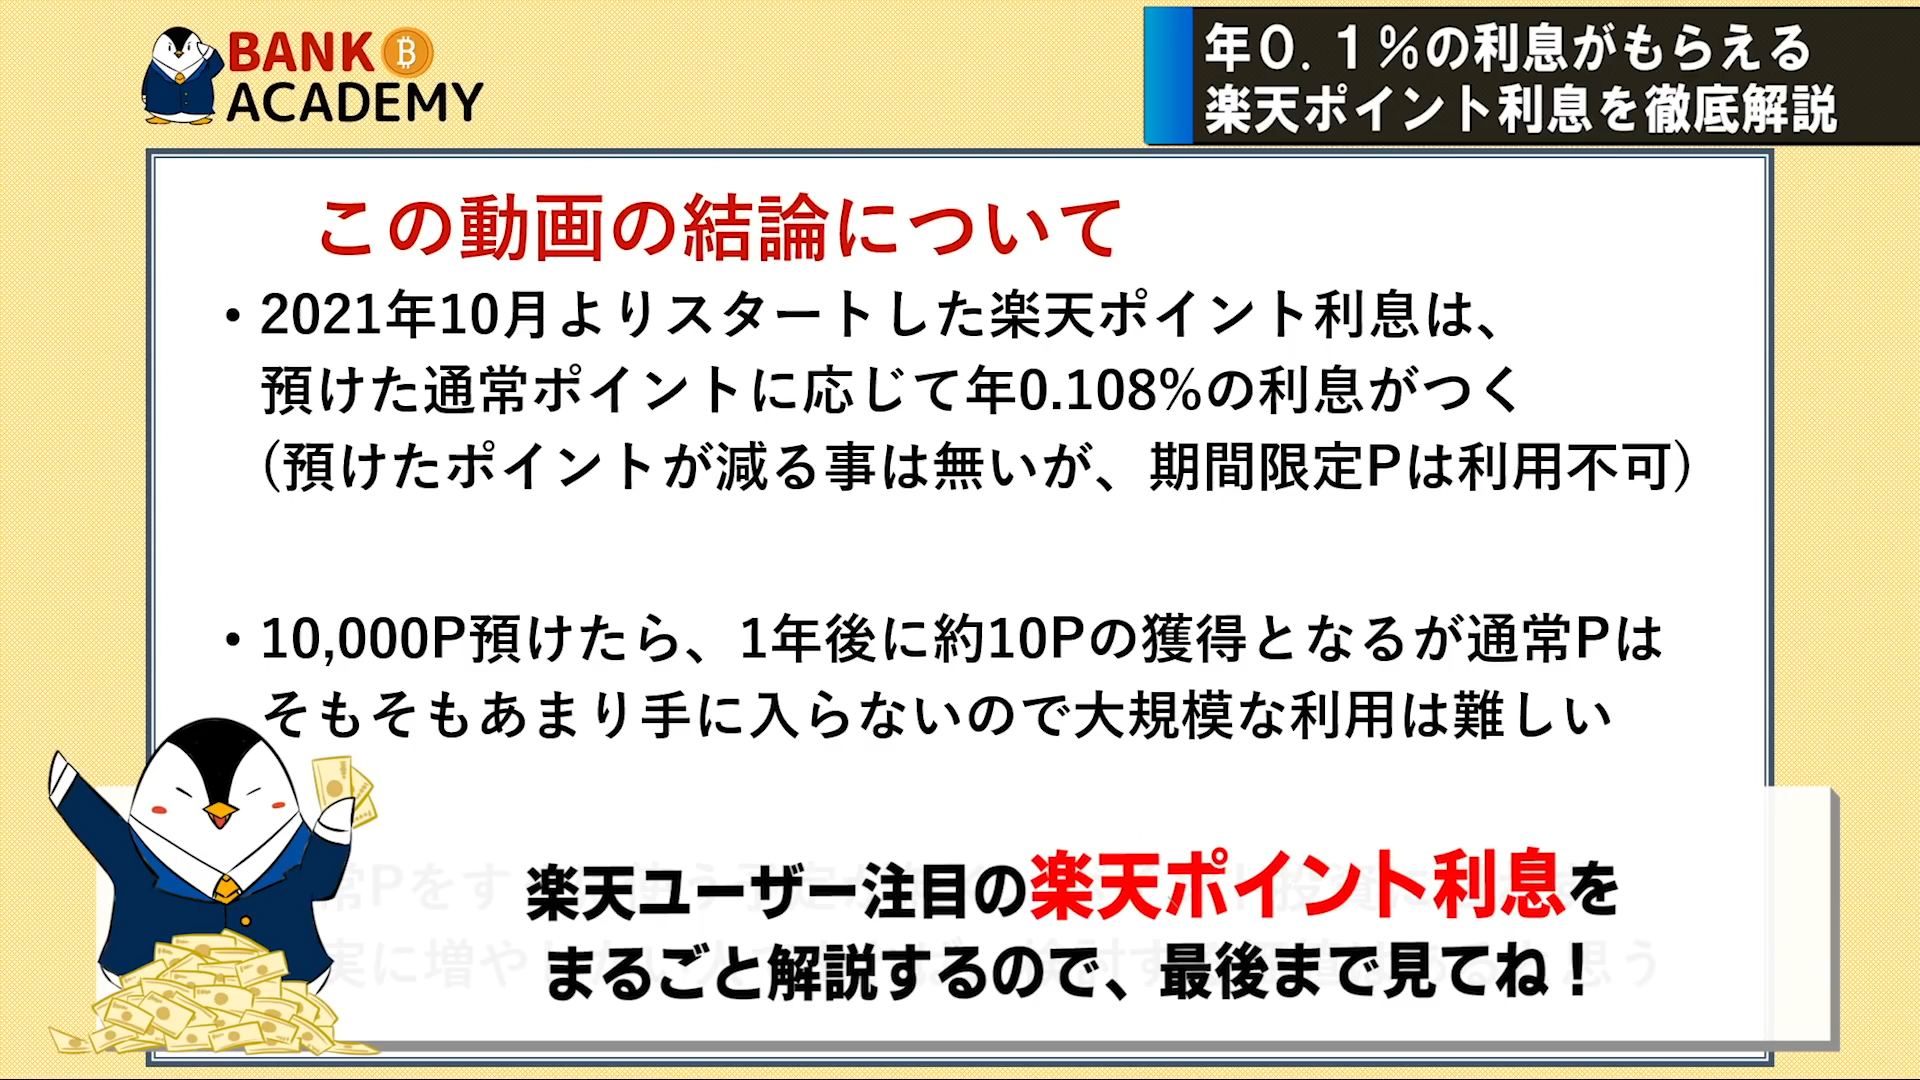 BANK
ACADEMY
年０.１％の利息がもらえる
楽天ポイント利息を徹底解説
この動画の結論について
・2021年10月よりスタートした楽天ポイント利息は、
預けた通常ポイントに応じて年0.108%の利息がつく
(預けたポイントが減る事は無いが、期間限定Pは利用不可)
・10,000P預けたら、1年後に約10Pの獲得となるが通常Pは
そもそもあまり手に入らないので大規模な利用は難しい
楽天ユーザー注目の楽天ポイント利息を
まるごと解説するので、最後まで見てね！